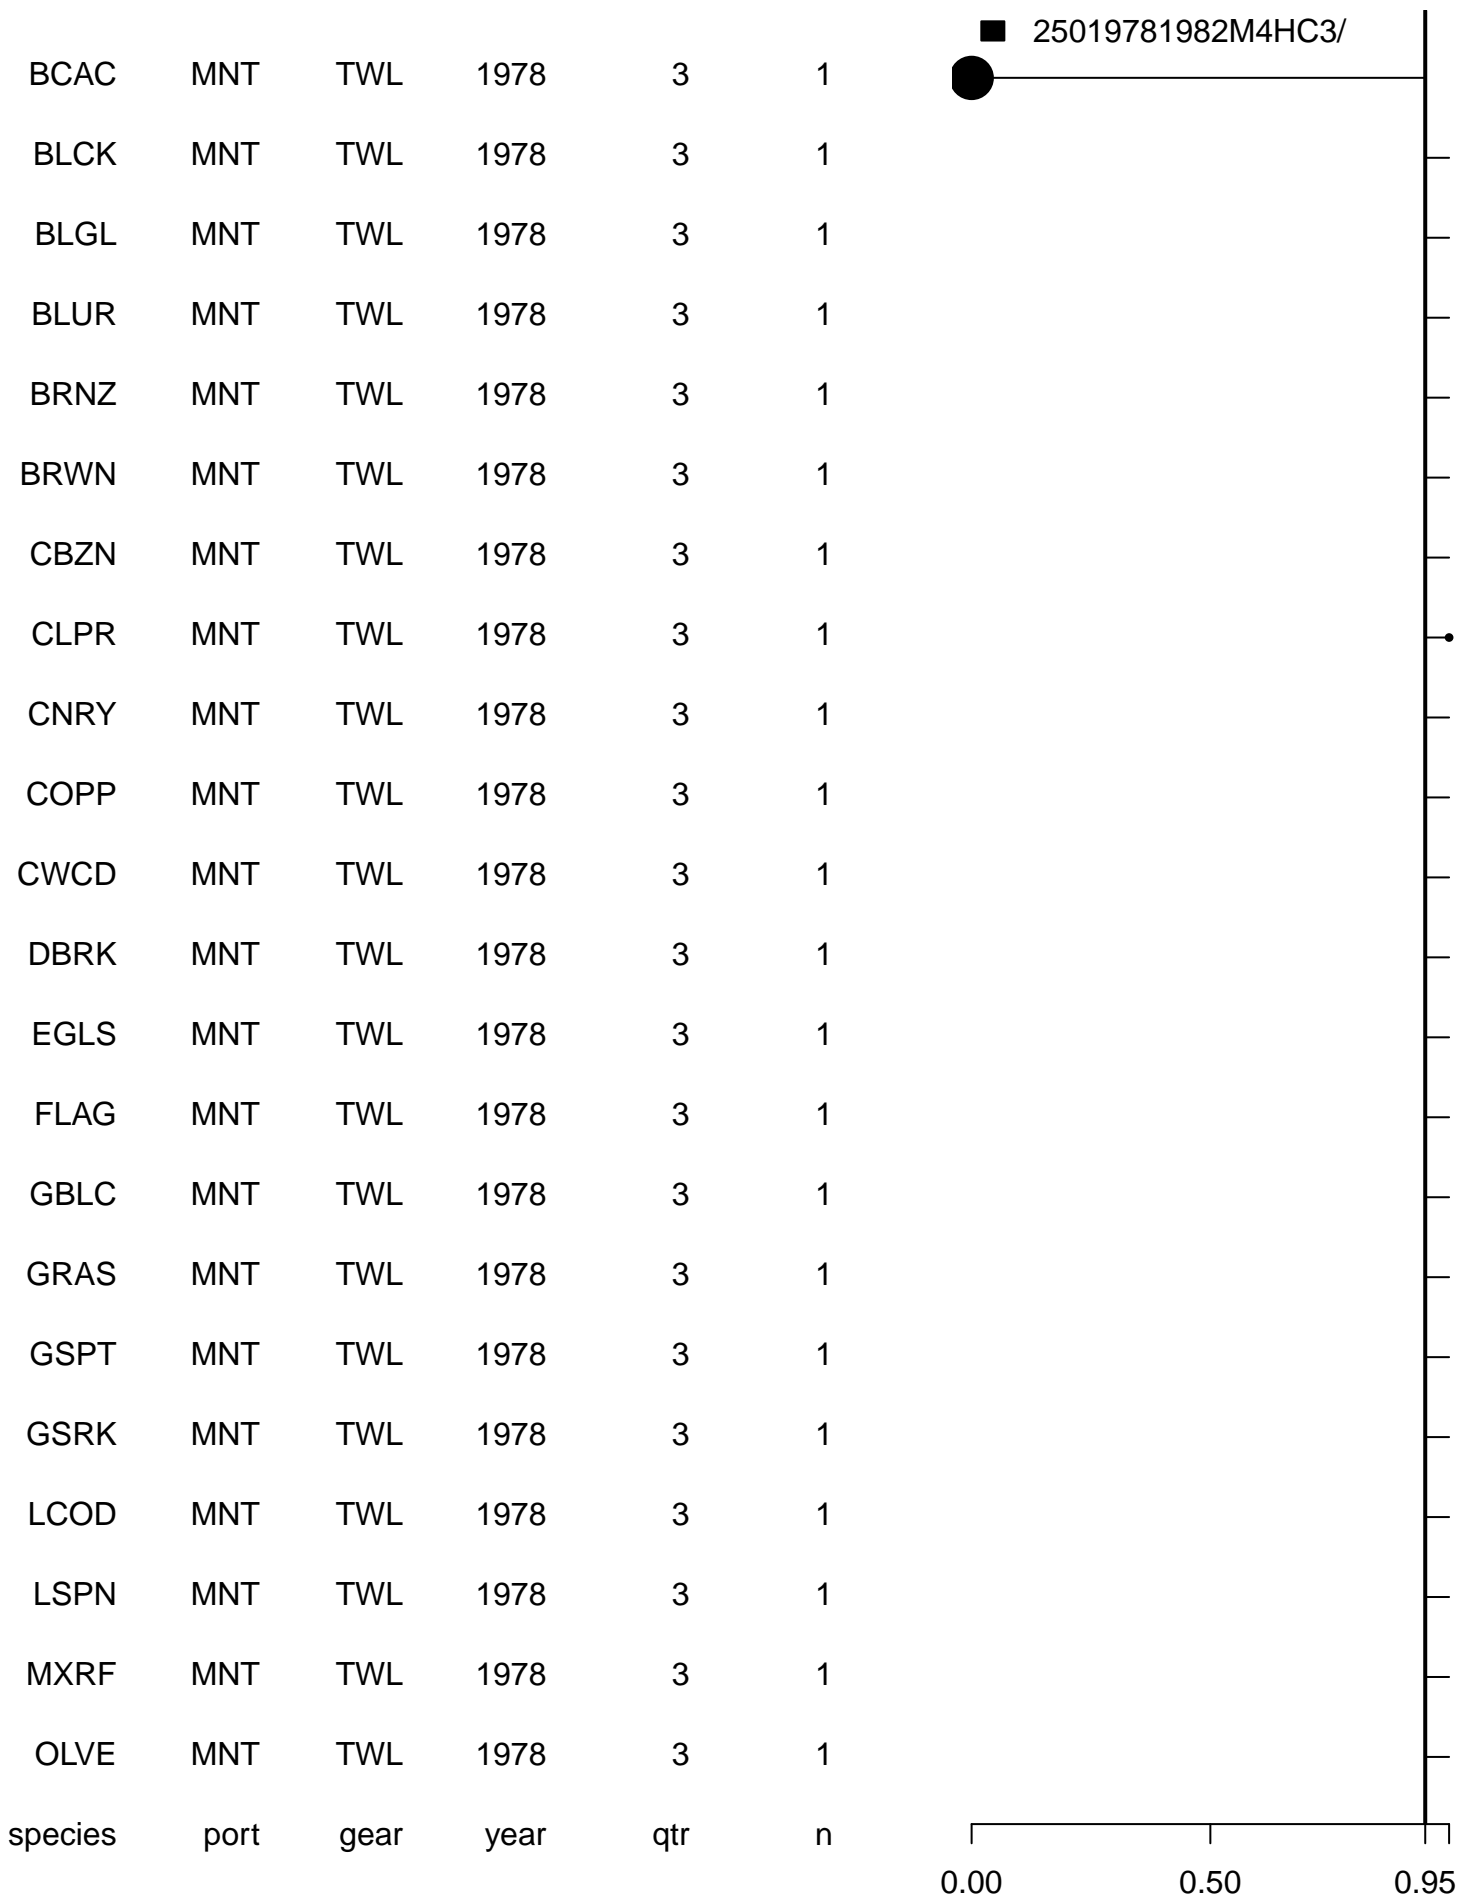 25019781982M4HC3/
BCAC MNT TWL 1978 3 1
BLCK MNT TWL 1978 3 1
BLGL MNT TWL 1978 3 1
BLUR MNT TWL 1978 3 1
BRNZ MNT TWL 1978 3 1
BRWN MNT TWL 1978 3 1
CBZN MNT TWL 1978 3 1
CLPR MNT TWL 1978 3 1
CNRY MNT TWL 1978 3 1
COPP MNT TWL 1978 3 1
CWCD MNT TWL 1978 3 1
DBRK MNT TWL 1978 3 1
EGLS MNT TWL 1978 3 1
FLAG MNT TWL 1978 3 1
GBLC MNT TWL 1978 3 1
GRAS MNT TWL 1978 3 1
GSPT MNT TWL 1978 3 1
GSRK MNT TWL 1978 3 1
LCOD MNT TWL 1978 3 1
LSPN MNT TWL 1978 3 1
MXRF MNT TWL 1978 3 1
OLVE MNT TWL 1978 3 1
species port gear year qtr n
0.00 0.50 0.95